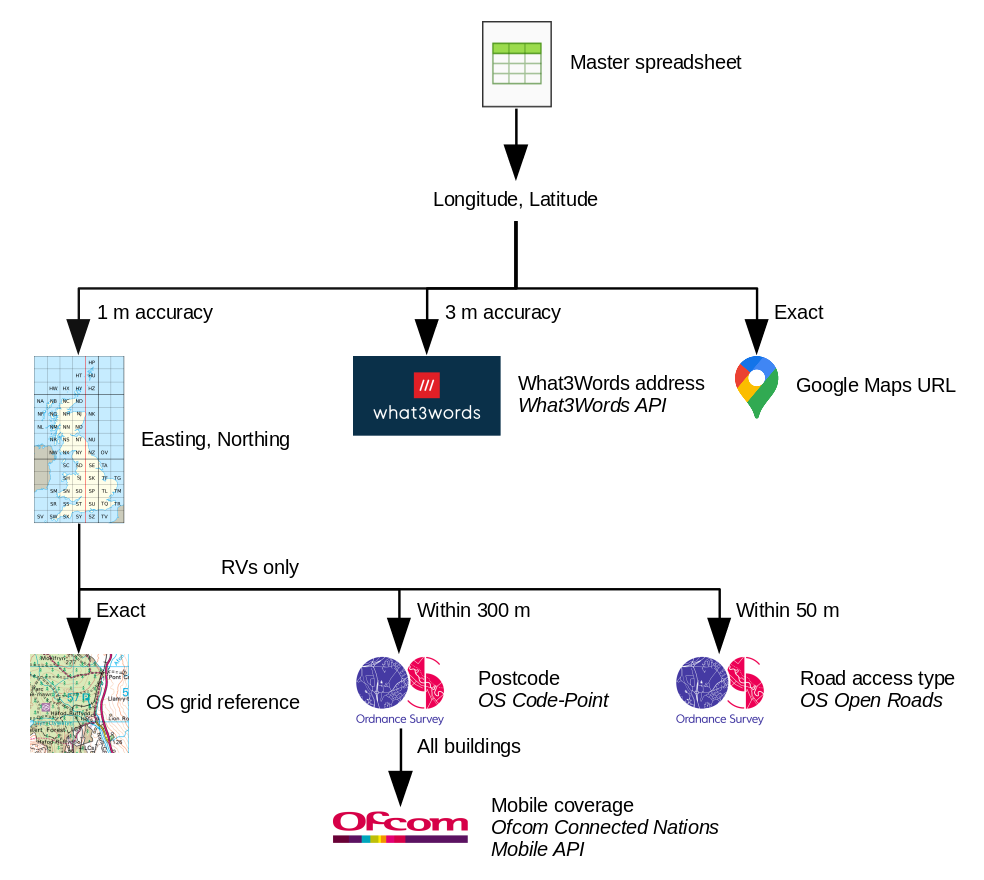 Master spreadsheet
Longitude, Latitude
1 m accuracy
3 m accuracy
Exact
what3words
What3Words address
What3Words API
Google Maps URL
HP
HT HU
HW HX HY HZ
NA NB NC ND
NF NG NH NJ NK
NL NM NN NO
NR NS NT NU
NW NX NY NZ OV
SC SD SE TA
SH SJ SK TF TG
SM SN SO SP TL TM
SR SS ST SU TQ TR
SV SW SX SY SZ TV
Easting, Northing
RVs only
Exact
Within 300 m
Within 50 m
OS grid reference
Ordnance Survey
Postcode
OS Code-Point
Ordnance Survey
Road access type
OS Open Roads
All buildings
Ofcom
Mobile coverage
Ofcom Connected Nations
Mobile API